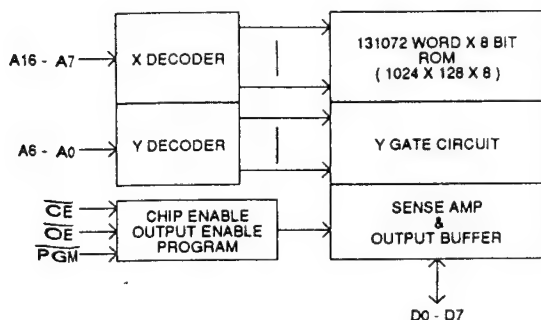 A16 - A7
X DECODER
131072 WORD X 8 BIT
ROM
( 1024 X 128 X 8 )
A6 - A0
Y DECODER
Y GATE CIRCUIT
CE
OE
PGM
CHIP ENABLE
OUTPUT ENABLE
PROGRAM
SENSE AMP
&
OUTPUT BUFFER
D0 - D7